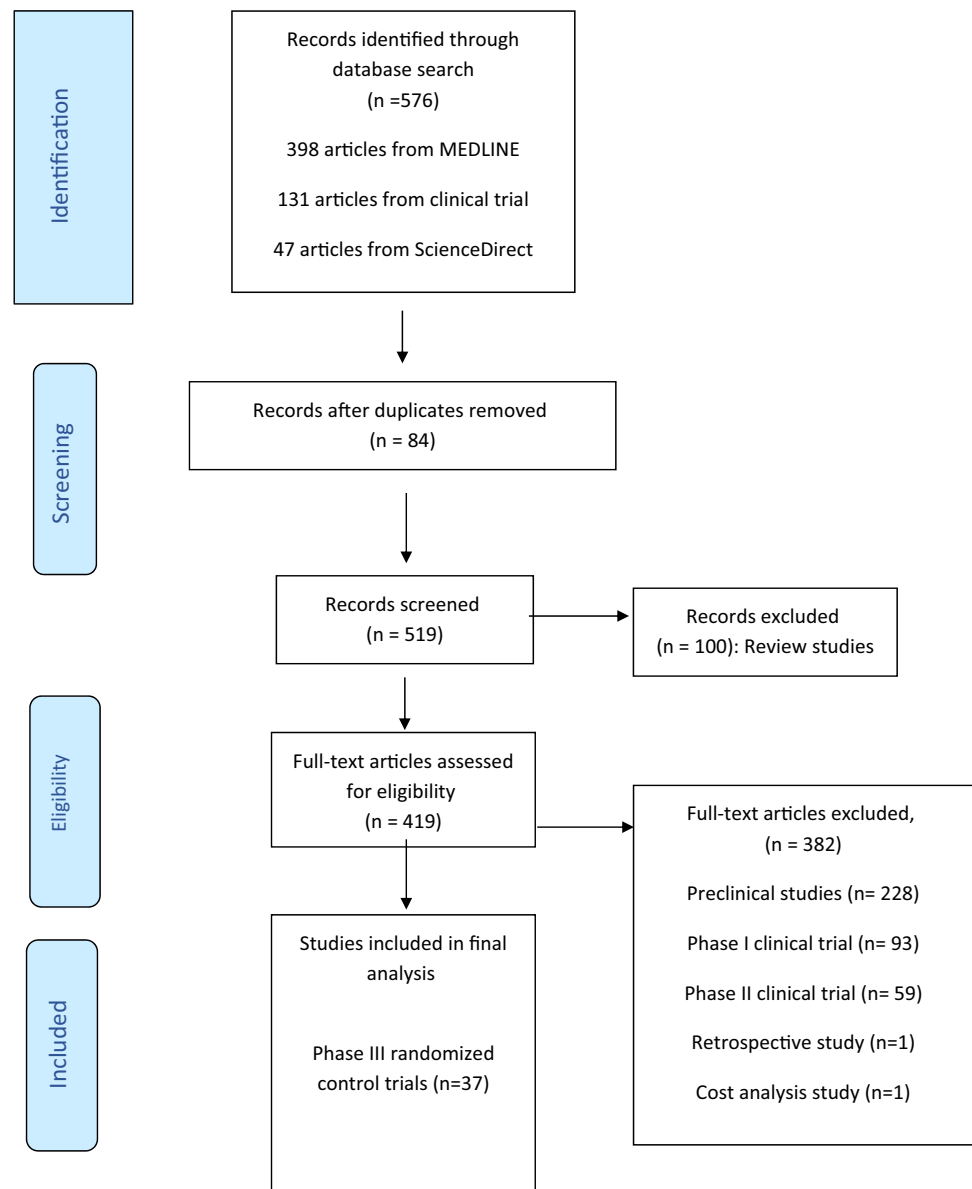 Identification
Records identified through
database search
(n =576)
398 articles from MEDLINE
131 articles from clinical trial
47 articles from ScienceDirect
Screening
Records after duplicates removed
(n = 84)
Records screened
(n = 519)
Records excluded
(n = 100): Review studies
Eligibility
Full-text articles assessed
for eligibility
(n = 419)
Full-text articles excluded,
(n = 382)
Preclinical studies (n= 228)
Phase I clinical trial (n= 93)
Phase II clinical trial (n= 59)
Retrospective study (n=1)
Cost analysis study (n=1)
Included
Studies included in final
analysis
Phase III randomized
control trials (n=37)